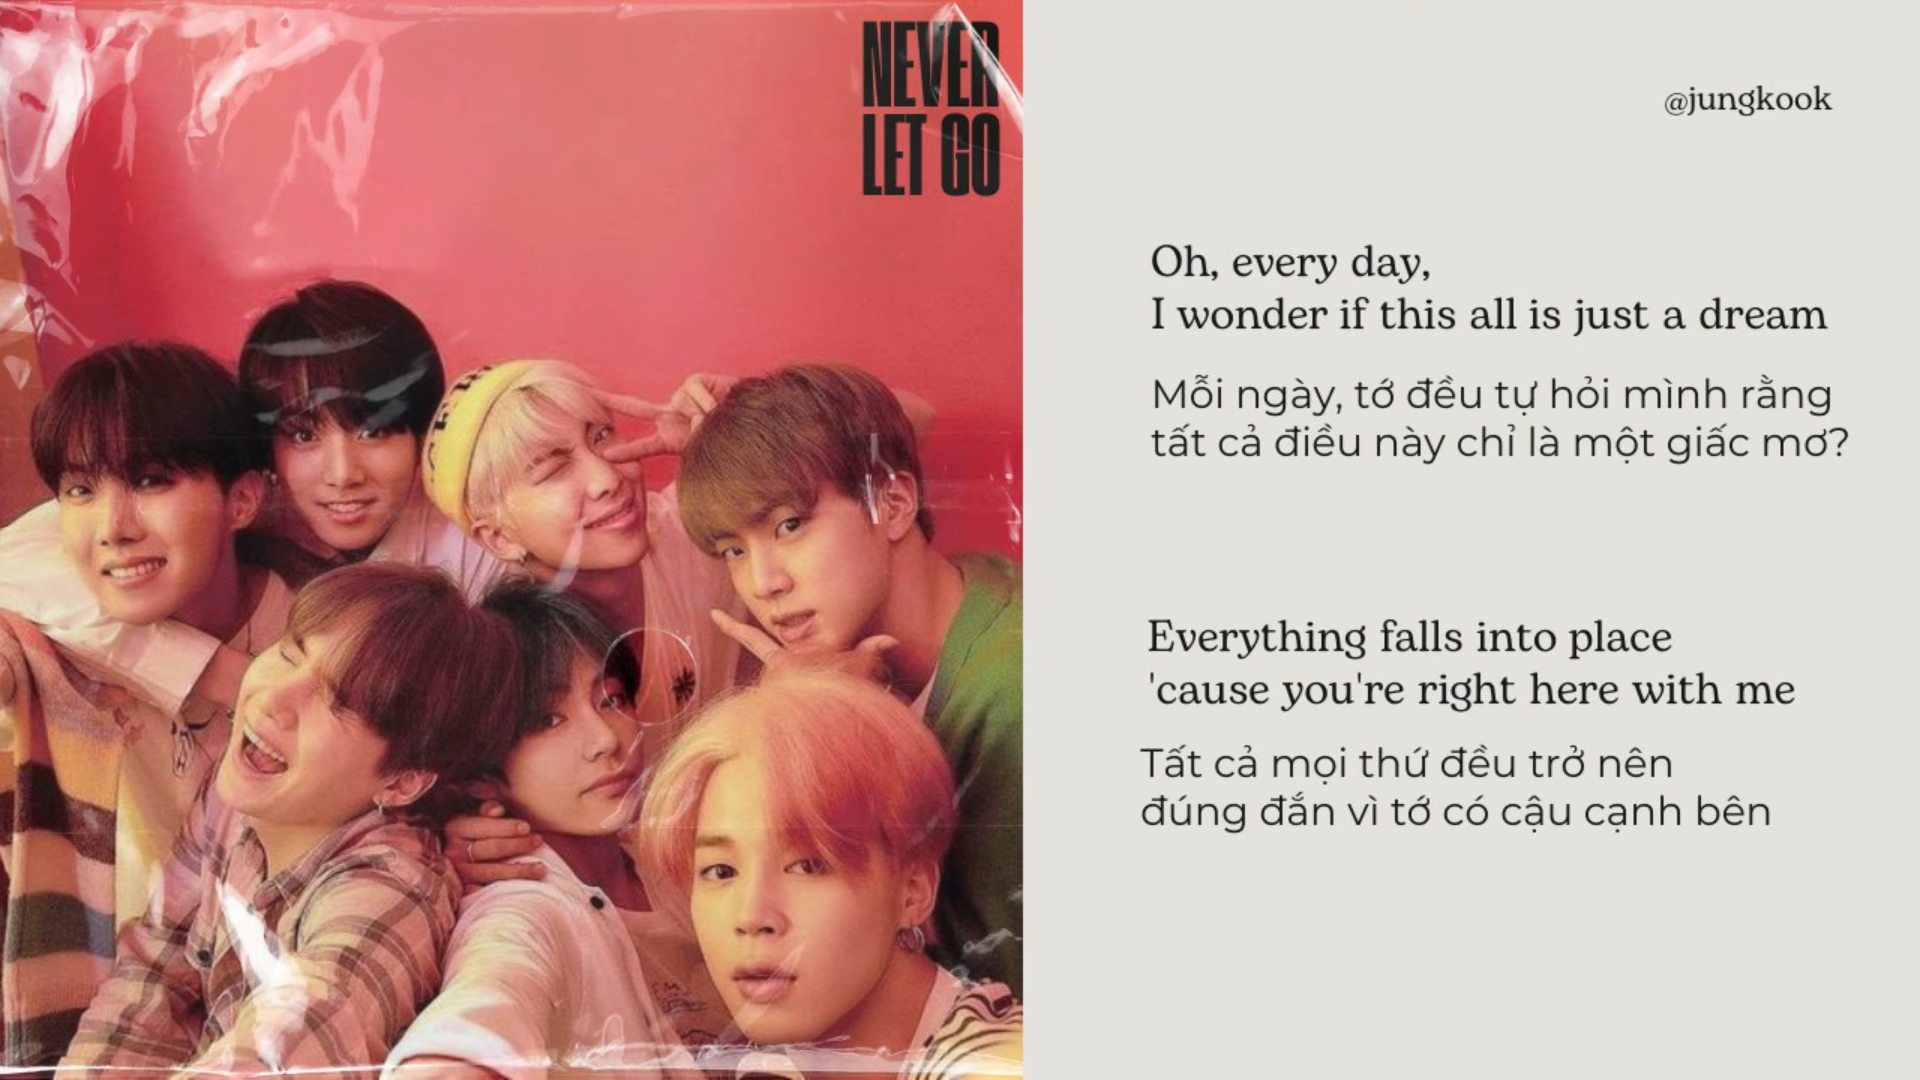 NEVER
LET GO
@jungkook
Oh, every day,
I wonder if this all is just a dream
Mỗi ngày, tớ đều tự hỏi mình rằng
tất cả điều này chỉ là một giấc mơ?
Everything falls into place
'cause you're right here with me
Tất cả mọi thứ đều trở nên
đúng đắn vì tớ có cậu cạnh bên